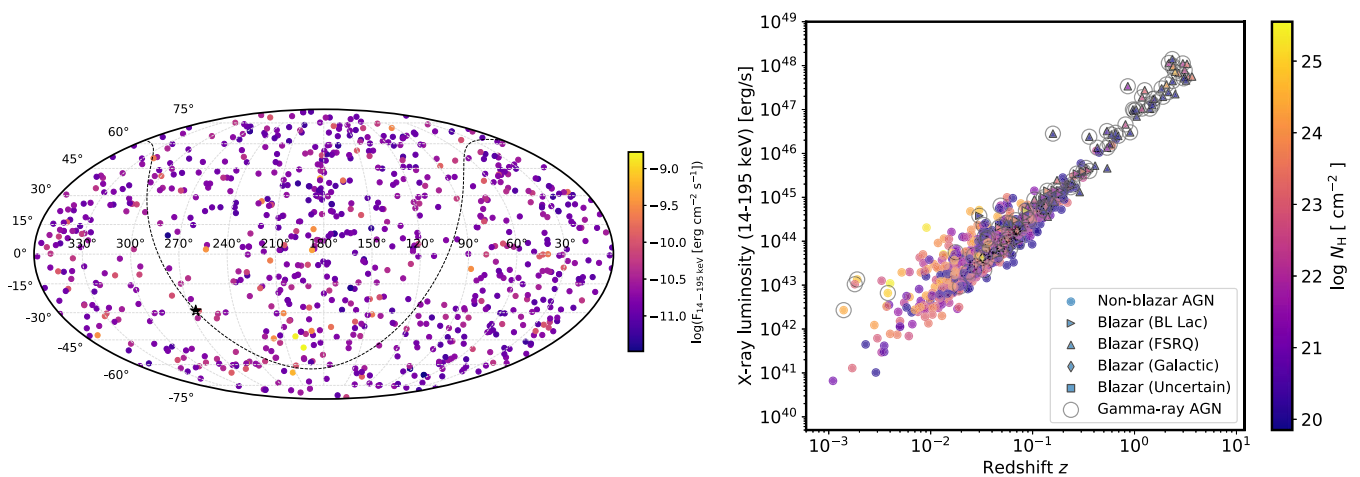 75°
60°
45°
30°
15°
0°
-15°
-30°
-45°
-60°
-75°
330° 300° 270° 240° 210° 180° 150° 120° 90° 60° 30°
−9.0
−9.5
−10.0
−10.5
−11.0
log(F14−195 keV [erg cm−2 s−1])
X-ray luminosity (14-195 keV) [erg/s]
10^49
10^48
10^47
10^46
10^45
10^44
10^43
10^42
10^41
10^40
10^−3 10^−2 10^−1 10^0 10^1
Redshift z
Non-blazar AGN
Blazar (BL Lac)
Blazar (FSRQ)
Blazar (Galactic)
Blazar (Uncertain)
Gamma-ray AGN
25
24
23
22
21
20
log NH [ cm−2]